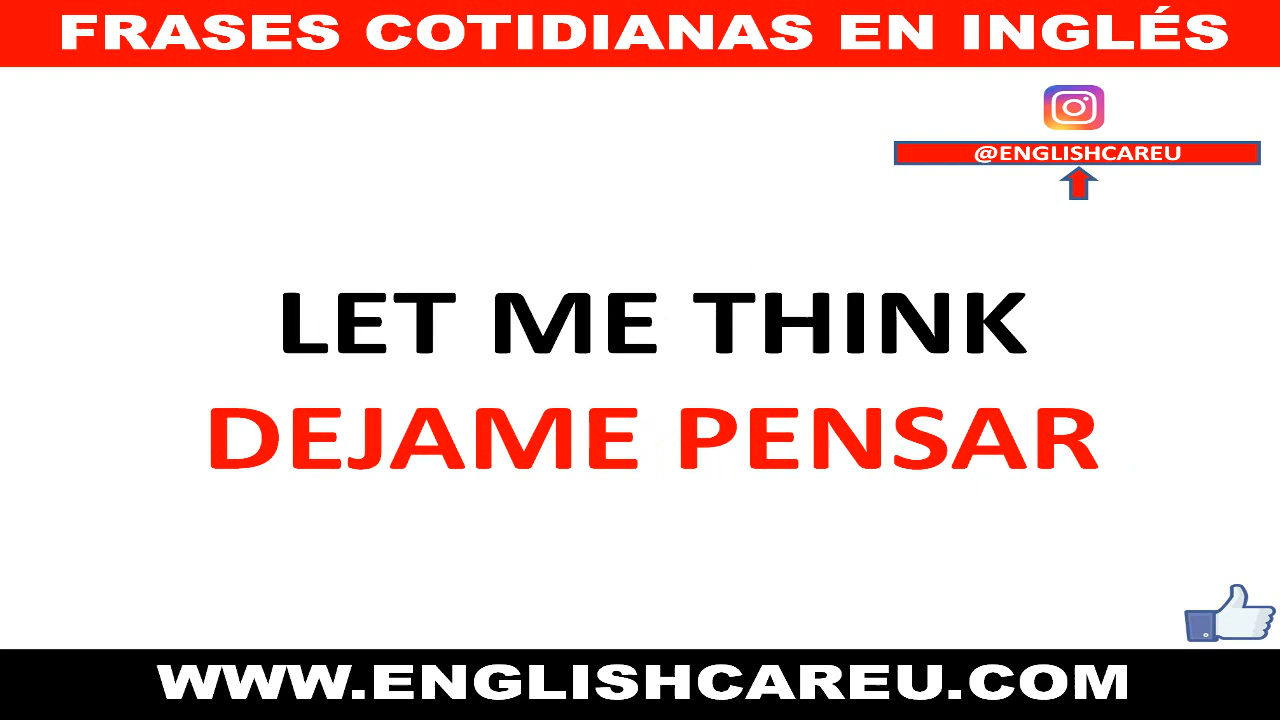 FRASES COTIDIANAS EN INGLÉS
@ENGLISHCAREU
LET ME THINK
DEJAME PENSAR
WWW.ENGLISHCAREU.COM